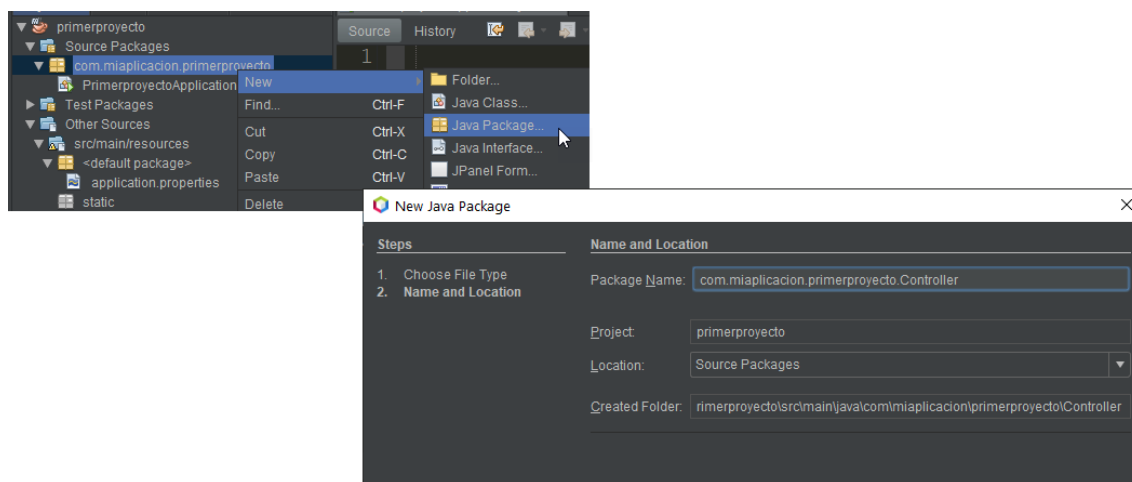 primerproyecto
Source Packages
com.miaplicacion.primerproyecto
PrimerproyectoApplication
Test Packages
Other Sources
src/main/resources
<default package>
application.properties
static
Source History
1
New
Find... Ctrl-F
Cut Ctrl-X
Copy Ctrl-C
Paste Ctrl-V
Delete
Folder...
Java Class...
Java Package...
Java Interface...
JPanel Form...
New Java Package
Steps
1. Choose File Type
2. Name and Location
Name and Location
Package Name: com.miaplicacion.primerproyecto.Controller
Project: primerproyecto
Location: Source Packages
Created Folder: rimerproyecto\src\main\java\com\miaplicacion\primerproyecto\Controller